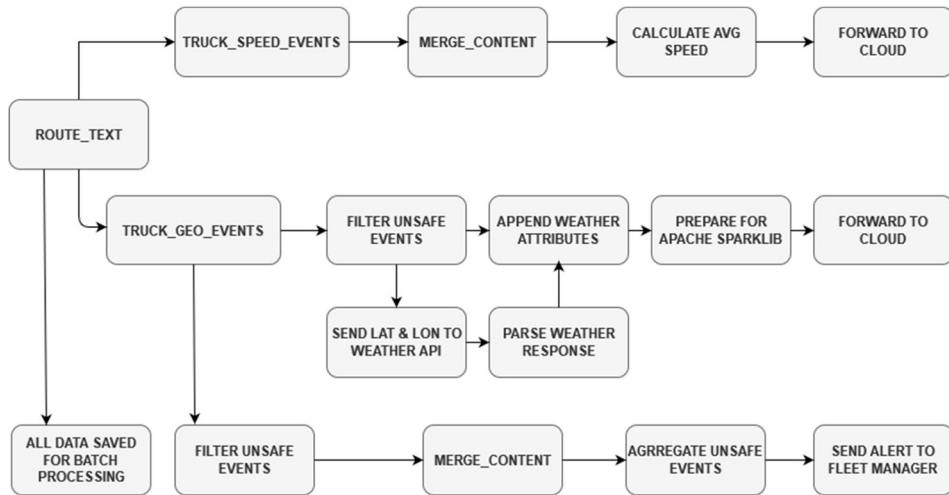 TRUCK_SPEED_EVENTS
MERGE_CONTENT
CALCULATE AVG
SPEED
FORWARD TO
CLOUD
ROUTE_TEXT
TRUCK_GEO_EVENTS
FILTER UNSAFE
EVENTS
APPEND WEATHER
ATTRIBUTES
PREPARE FOR
APACHE SPARKLIB
FORWARD TO
CLOUD
SEND LAT & LON TO
WEATHER API
PARSE WEATHER
RESPONSE
ALL DATA SAVED
FOR BATCH
PROCESSING
FILTER UNSAFE
EVENTS
MERGE_CONTENT
AGRREGATE UNSAFE
EVENTS
SEND ALERT TO
FLEET MANAGER